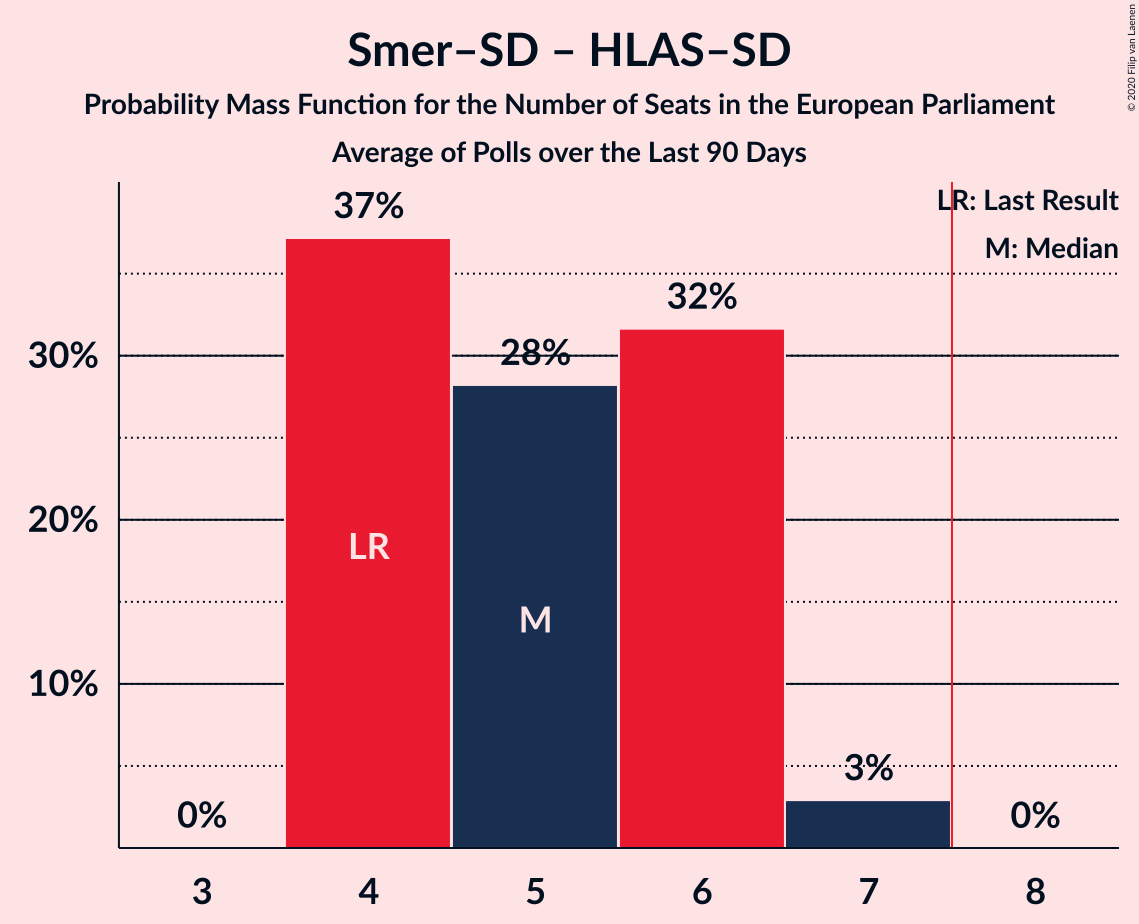 Smer–SD – HLAS–SD
Probability Mass Function for the Number of Seats in the European Parliament
Average of Polls over the Last 90 Days
© 2020 Filip van Laenen
LR: Last Result
M: Median
37%
32%
28%
30%
20%
10%
LR
M
3%
0%
0%
3 4 5 6 7 8